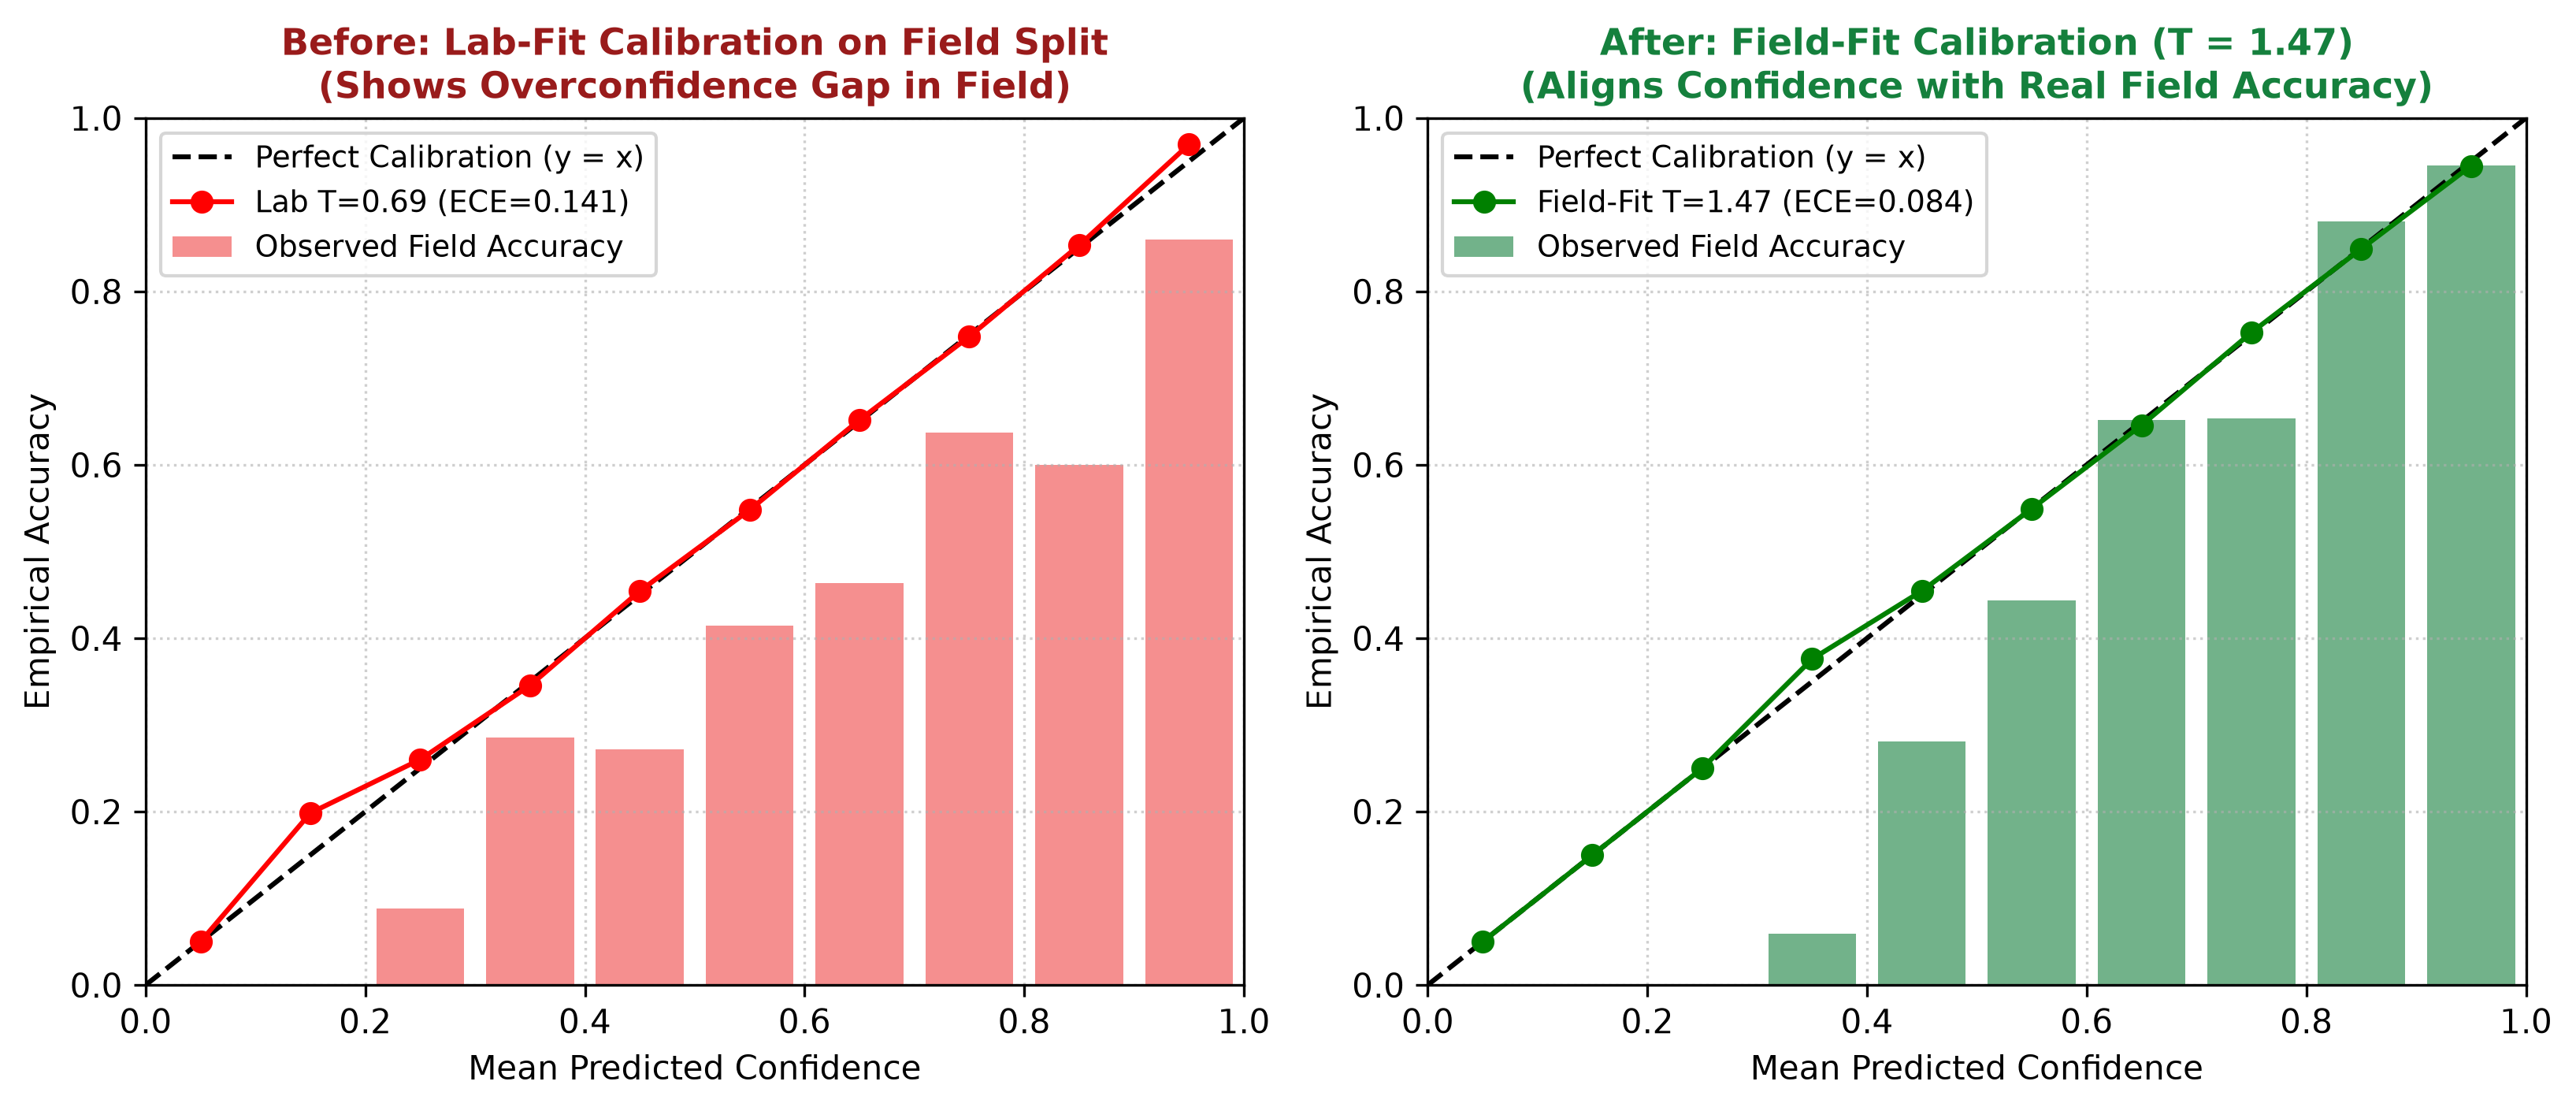 Before: Lab-Fit Calibration on Field Split
(Shows Overconfidence Gap in Field)
1.0
0.8
0.6
0.4
0.2
0.0
Empirical Accuracy
Perfect Calibration (y = x)
Lab T=0.69 (ECE=0.141)
Observed Field Accuracy
0.0 0.2 0.4 0.6 0.8 1.0
Mean Predicted Confidence
After: Field-Fit Calibration (T = 1.47)
(Aligns Confidence with Real Field Accuracy)
1.0
0.8
0.6
0.4
0.2
0.0
Empirical Accuracy
Perfect Calibration (y = x)
Field-Fit T=1.47 (ECE=0.084)
Observed Field Accuracy
0.0 0.2 0.4 0.6 0.8 1.0
Mean Predicted Confidence